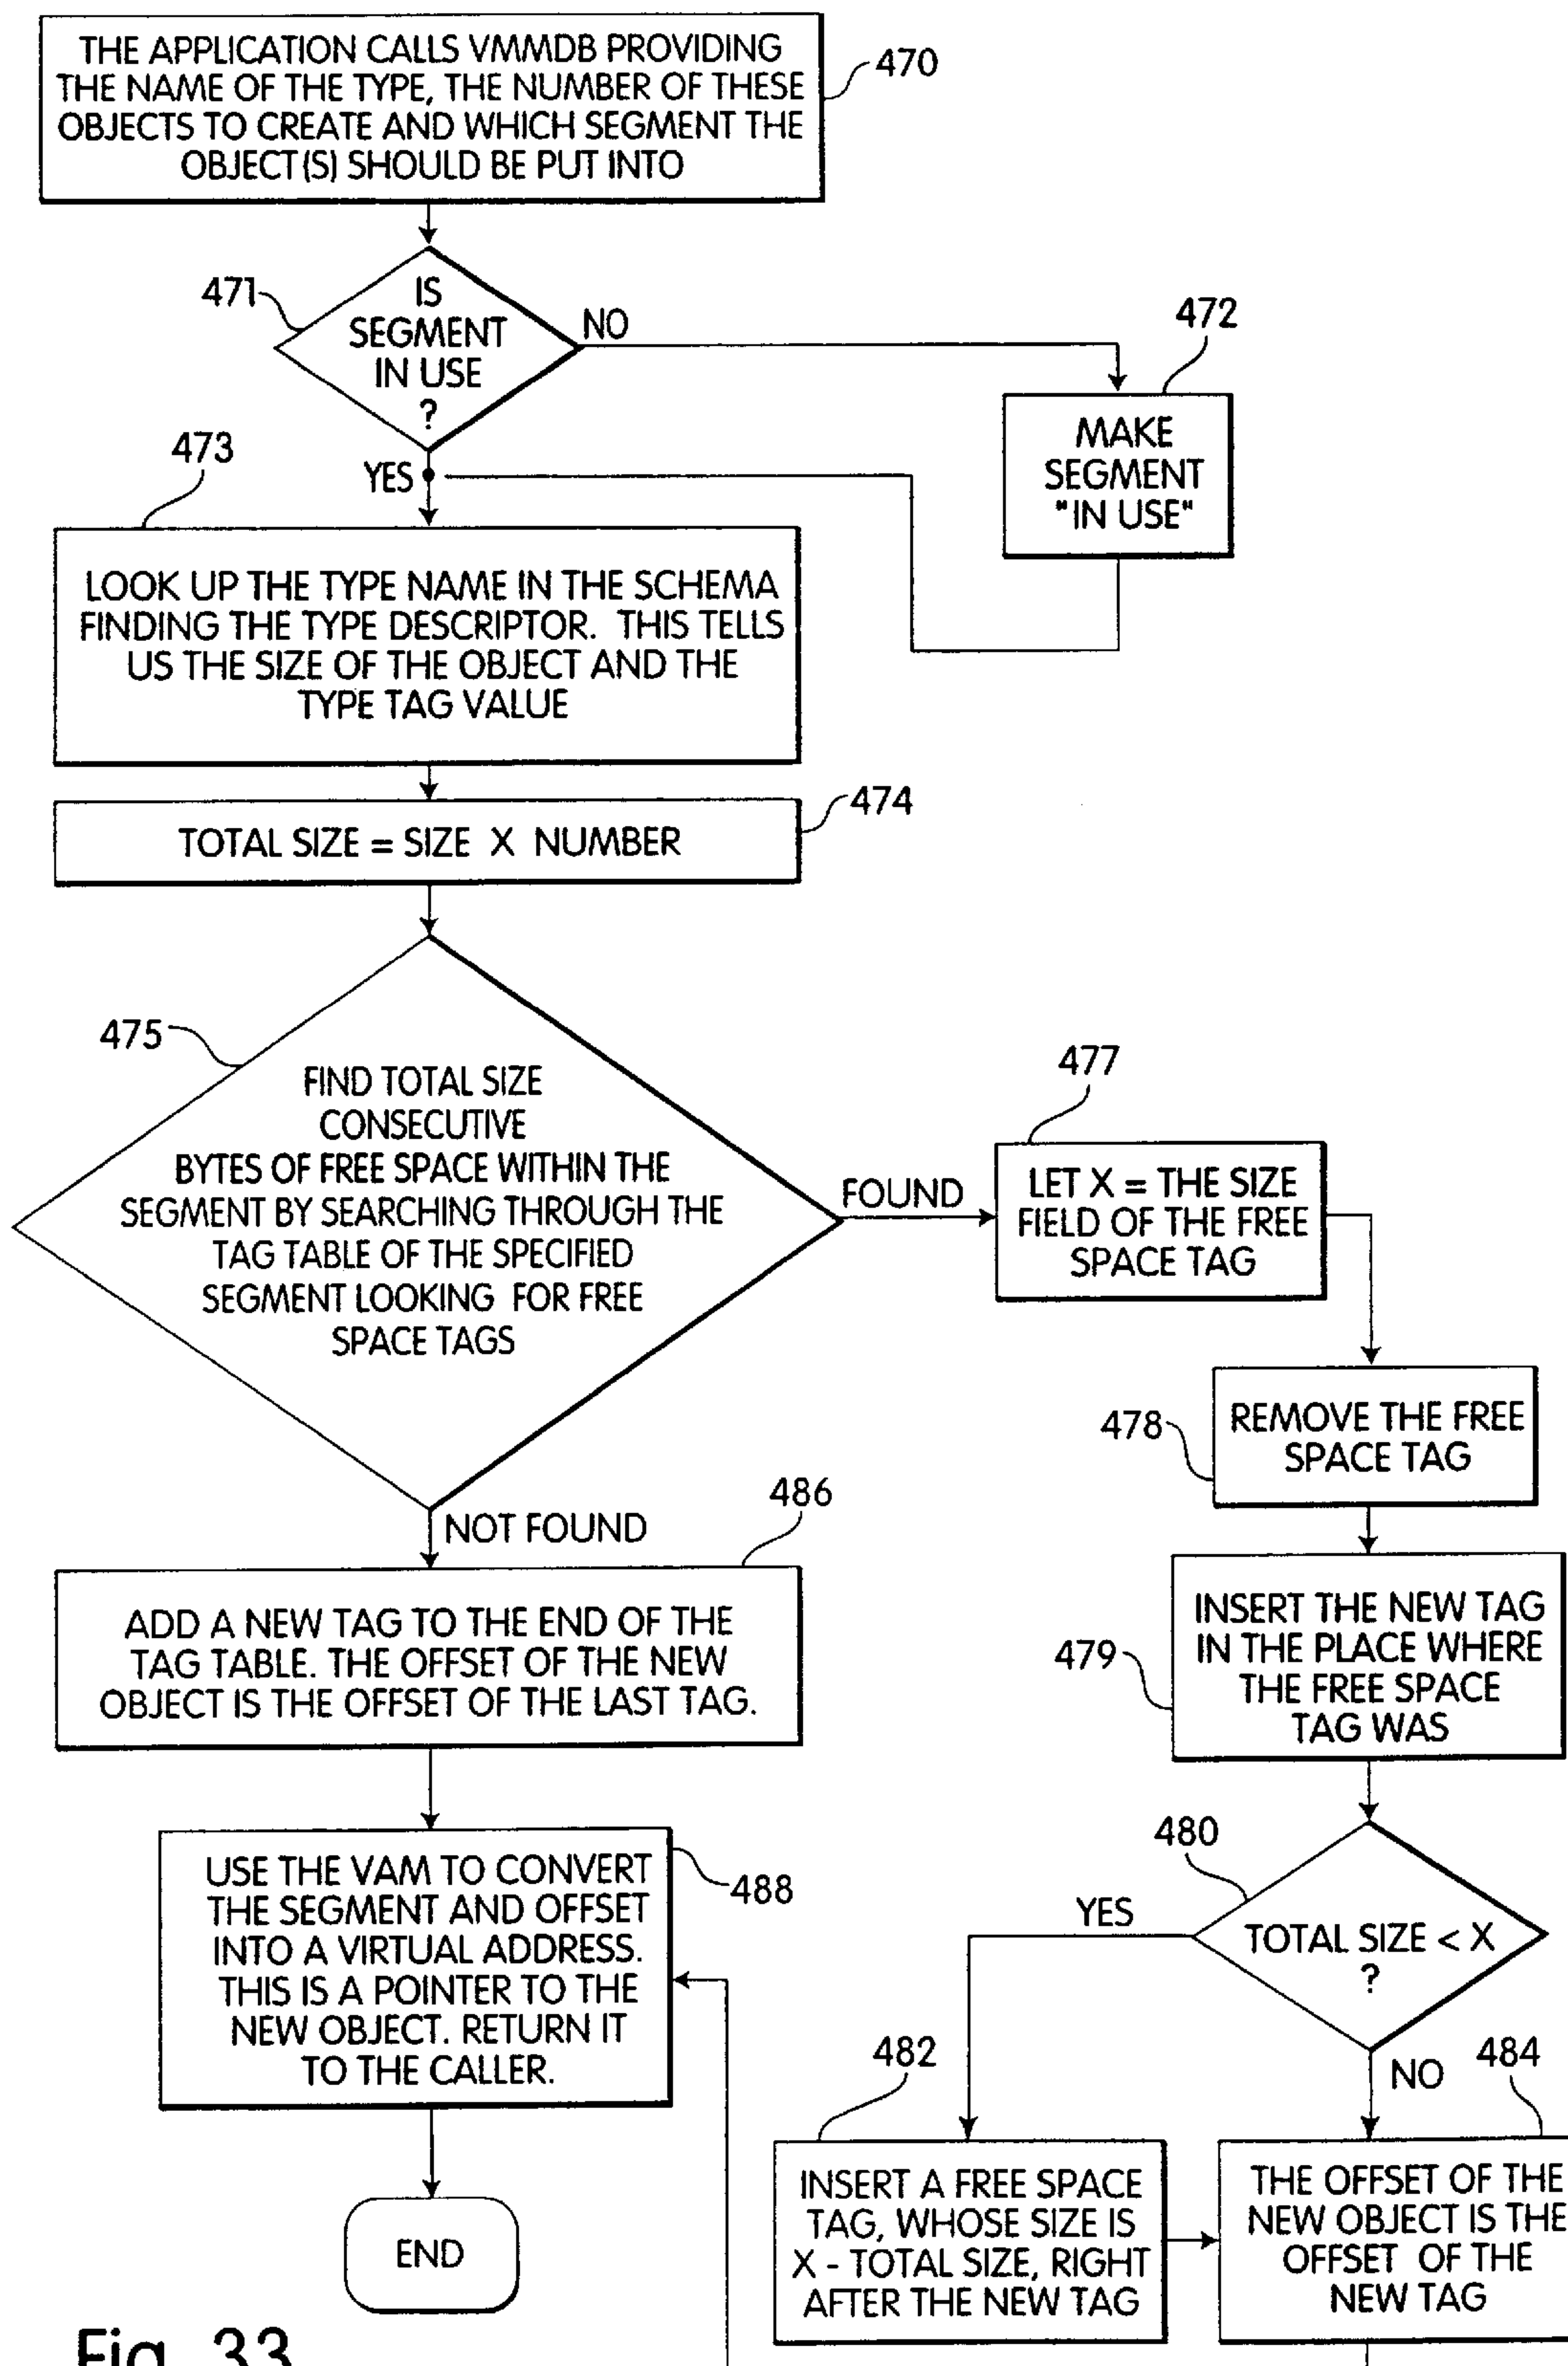 THE APPLICATION CALLS VMMDB PROVIDING
THE NAME OF THE TYPE, THE NUMBER OF THESE
OBJECTS TO CREATE AND WHICH SEGMENT THE
OBJECT(S) SHOULD BE PUT INTO
470
471
IS
SEGMENT
IN USE
?
NO
472
MAKE
SEGMENT
"IN USE"
YES
473
LOOK UP THE TYPE NAME IN THE SCHEMA
FINDING THE TYPE DESCRIPTOR. THIS TELLS
US THE SIZE OF THE OBJECT AND THE
TYPE TAG VALUE
474
TOTAL SIZE = SIZE X NUMBER
475
FIND TOTAL SIZE
CONSECUTIVE
BYTES OF FREE SPACE WITHIN THE
SEGMENT BY SEARCHING THROUGH THE
TAG TABLE OF THE SPECIFIED
SEGMENT LOOKING FOR FREE
SPACE TAGS
FOUND
477
LET X = THE SIZE
FIELD OF THE FREE
SPACE TAG
478
REMOVE THE FREE
SPACE TAG
NOT FOUND
486
ADD A NEW TAG TO THE END OF THE
TAG TABLE. THE OFFSET OF THE NEW
OBJECT IS THE OFFSET OF THE LAST TAG.
479
INSERT THE NEW TAG
IN THE PLACE WHERE
THE FREE SPACE
TAG WAS
480
TOTAL SIZE < X
?
YES
NO
488
USE THE VAM TO CONVERT
THE SEGMENT AND OFFSET
INTO A VIRTUAL ADDRESS.
THIS IS A POINTER TO THE
NEW OBJECT. RETURN IT
TO THE CALLER.
482
INSERT A FREE SPACE
TAG, WHOSE SIZE IS
X - TOTAL SIZE, RIGHT
AFTER THE NEW TAG
484
THE OFFSET OF THE
NEW OBJECT IS THE
OFFSET OF THE
NEW TAG
END
Fig. 33